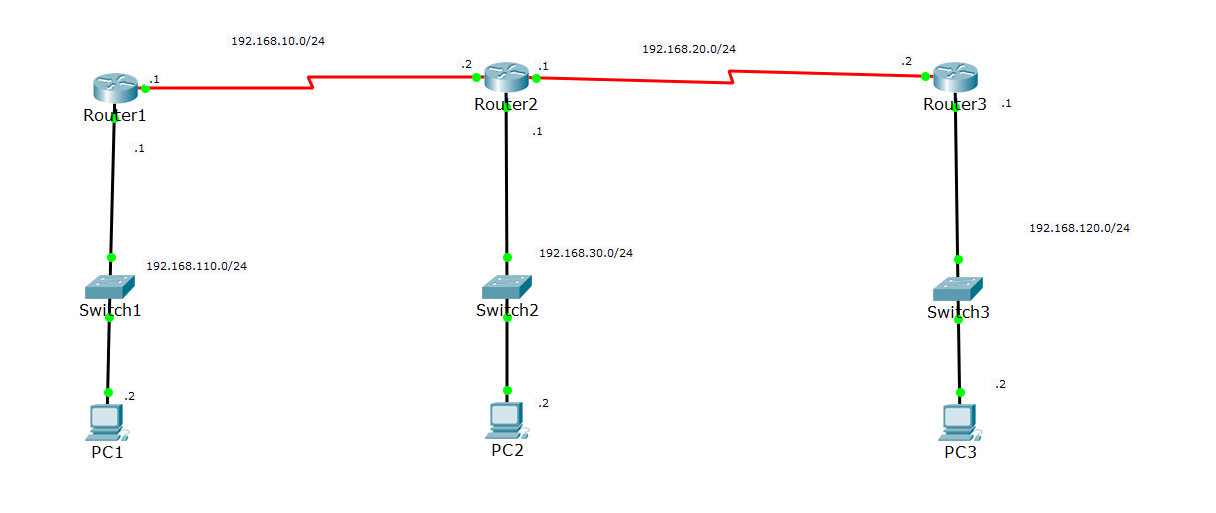 192.168.10.0/24
192.168.20.0/24
.1
.2
.1
.2
Router1
Router2
Router3
.1
.1
.1
192.168.110.0/24
192.168.30.0/24
192.168.120.0/24
Switch1
Switch2
Switch3
.2
.2
.2
PC1
PC2
PC3